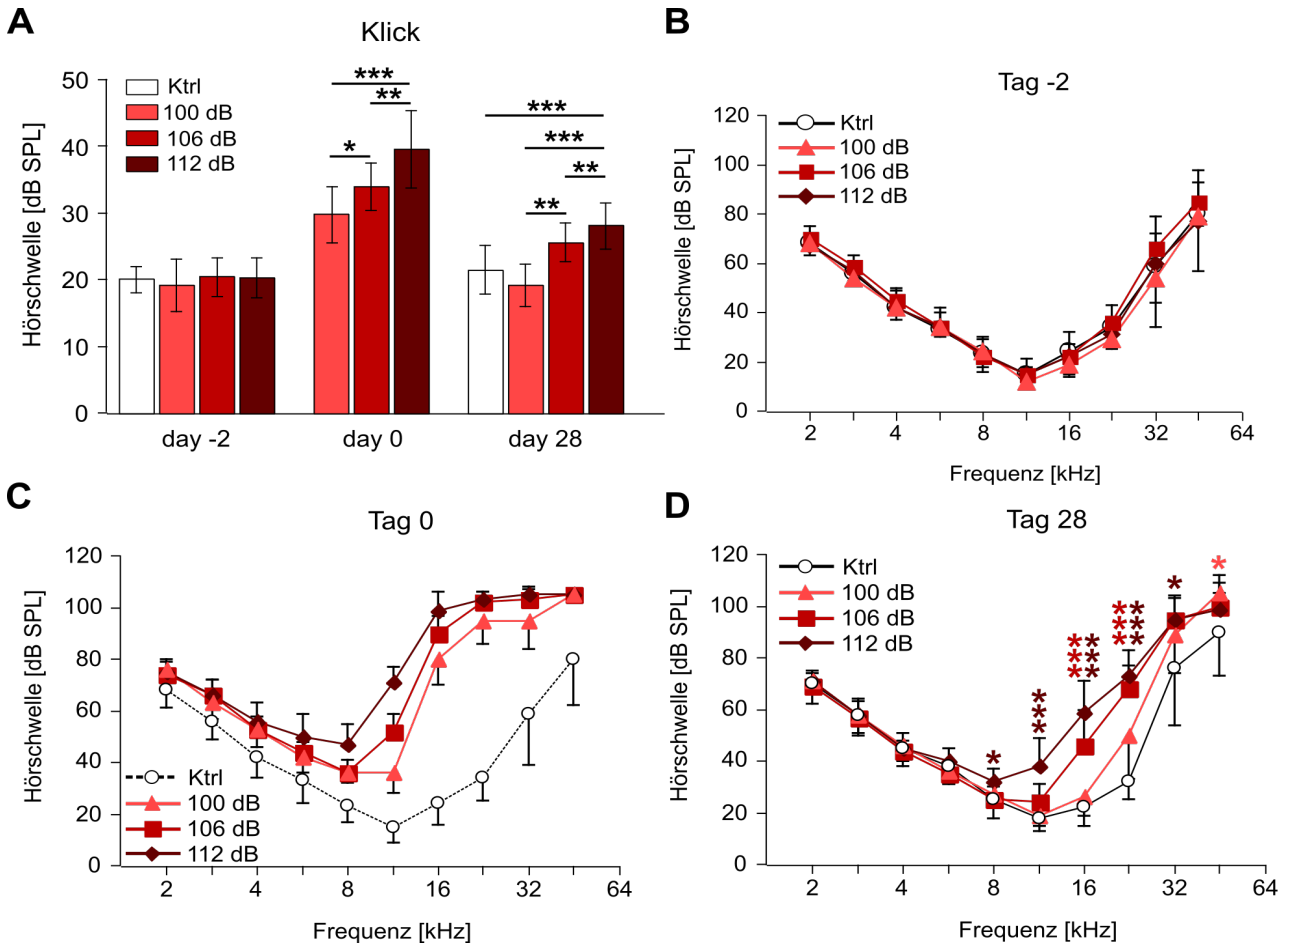 A
Klick
Hörschwelle [dB SPL]
50
40
30
20
10
0
Ktrl
100 dB
106 dB
112 dB
***
**
*
***
***
**
**
day -2
day 0
day 28
B
Tag -2
Hörschwelle [dB SPL]
120
100
80
60
40
20
0
Ktrl
100 dB
106 dB
112 dB
2
4
8
16
32
64
Frequenz [kHz]
C
Tag 0
Hörschwelle [dB SPL]
120
100
80
60
40
20
0
Ktrl
100 dB
106 dB
112 dB
2
4
8
16
32
64
Frequenz [kHz]
D
Tag 28
Hörschwelle [dB SPL]
120
100
80
60
40
20
0
Ktrl
100 dB
106 dB
112 dB
*
***
***
***
***
***
*
*
2
4
8
16
32
64
Frequenz [kHz]